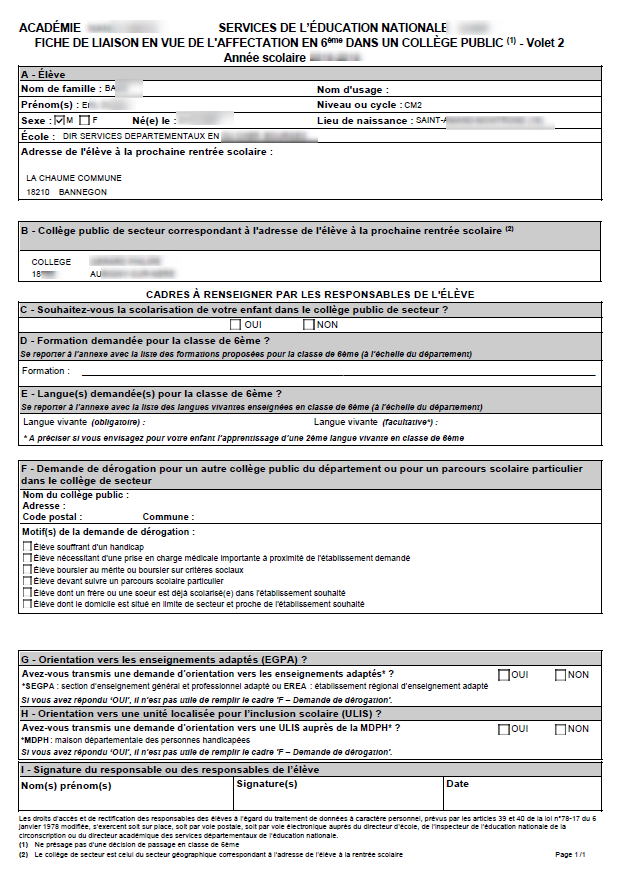 ACADÉMIE SERVICES DE L'ÉDUCATION NATIONALE
FICHE DE LIAISON EN VUE DE L'AFFECTATION EN 6ème DANS UN COLLÈGE PUBLIC (1) - Volet 2
Année scolaire
A - Élève
Nom de famille : BA Nom d'usage :
Prénom(s) : Niveau ou cycle : CM2
Sexe : M F Né(e) le : Lieu de naissance : SAINT-A
École : DIR SERVICES DEPARTEMENTAUX EN
Adresse de l'élève à la prochaine rentrée scolaire :
LA CHAUME COMMUNE
18210 BANNEGON
B - Collège public de secteur correspondant à l'adresse de l'élève à la prochaine rentrée scolaire (2)
COLLEGE
18 AU
CADRES À RENSEIGNER PAR LES RESPONSABLES DE L'ÉLÈVE
C - Souhaitez-vous la scolarisation de votre enfant dans le collège public de secteur ?
OUI NON
D - Formation demandée pour la classe de 6ème ?
Se reporter à l'annexe avec la liste des formations proposées pour la classe de 6ème (à l'échelle du département)
Formation :
E - Langue(s) demandée(s) pour la classe de 6ème ?
Se reporter à l'annexe avec la liste des langues vivantes enseignées en classe de 6ème (à l'échelle du département)
Langue vivante (obligatoire) : Langue vivante (facultative*) :
* A préciser si vous envisagez pour votre enfant l'apprentissage d'une 2ème langue vivante en classe de 6ème
F - Demande de dérogation pour un autre collège public du département ou pour un parcours scolaire particulier
dans le collège de secteur
Nom du collège public :
Adresse :
Code postal : Commune :
Motif(s) de la demande de dérogation :
Élève souffrant d'un handicap
Élève nécessitant d'une prise en charge médicale importante à proximité de l'établissement demandé
Élève boursier au mérite ou boursier sur critères sociaux
Élève devant suivre un parcours scolaire particulier
Élève dont un frère ou une soeur est déjà scolarisé(e) dans l'établissement souhaité
Élève dont le domicile est situé en limite de secteur et proche de l'établissement souhaité
G - Orientation vers les enseignements adaptés (EGPA) ?
Avez-vous transmis une demande d'orientation vers les enseignements adaptés* ? OUI NON
*SEGPA : section d'enseignement général et professionnel adapté ou EREA : établissement régional d'enseignement adapté
Si vous avez répondu 'OUI', il n'est pas utile de remplir le cadre 'F – Demande de dérogation'.
H - Orientation vers une unité localisée pour l'inclusion scolaire (ULIS) ?
Avez-vous transmis une demande d'orientation vers une ULIS auprès de la MDPH* ? OUI NON
*MDPH : maison départementale des personnes handicapées
Si vous avez répondu 'OUI', il n'est pas utile de remplir le cadre 'F – Demande de dérogation'.
I - Signature du responsable ou des responsables de l'élève
Nom(s) prénom(s) Signature(s) Date
Les droits d'accès et de rectification des responsables des élèves à l'égard du traitement de données à caractère personnel, prévus par les articles 39 et 40 de la loi n°78-17 du 6
janvier 1978 modifiée, s'exercent soit sur place, soit par voie postale, soit par voie électronique auprès du directeur d'école, de l'inspecteur de l'éducation nationale de la
circonscription ou du directeur académique des services départementaux de l'éducation nationale.
(1) Ne présage pas d'une décision de passage en classe de 6ème
(2) Le collège de secteur est celui du secteur géographique correspondant à l'adresse de l'élève à la rentrée scolaire Page 1 /1